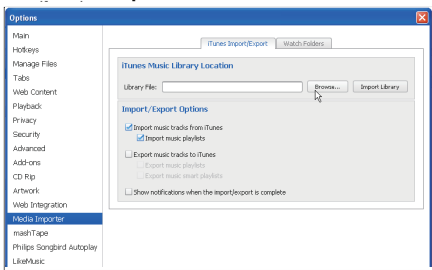 Options
Main
Hotkeys
Manage Files
Tabs
Web Content
Playback
Privacy
Security
Advanced
Add-ons
CD Rip
Artwork
Web Integration
Media Importer
mashTape
Philips Songbird Autoplay
LikeMusic
iTunes Import/Export
Watch Folders
iTunes Music Library Location
Library File:
Browse...
Import Library
Import/Export Options
Import music tracks from iTunes
Import music playlists
Export music tracks to iTunes
Export music playlists
Export music smart playlists
Show notifications when the import/export is complete